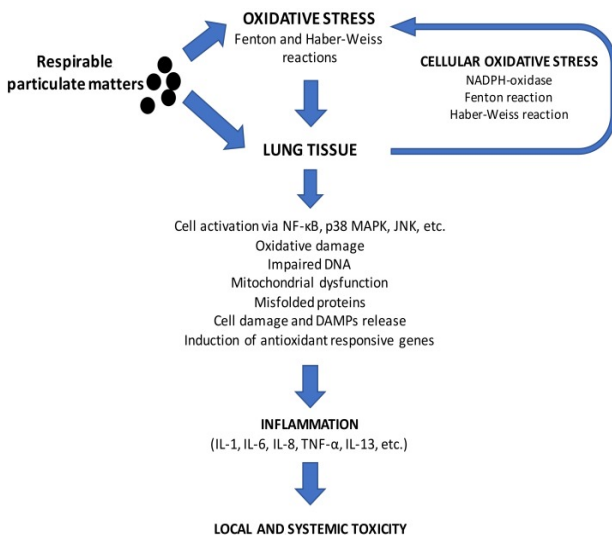 OXIDATIVE STRESS
Fenton and Haber-Weiss
reactions
Respirable
particulate matters
CELLULAR OXIDATIVE STRESS
NADPH-oxidase
Fenton reaction
Haber-Weiss reaction
LUNG TISSUE
Cell activation via NF-κB, p38 MAPK, JNK, etc.
Oxidative damage
Impaired DNA
Mitochondrial dysfunction
Misfolded proteins
Cell damage and DAMPs release
Induction of antioxidant responsive genes
INFLAMMATION
(IL-1, IL-6, IL-8, TNF-α, IL-13, etc.)
LOCAL AND SYSTEMIC TOXICITY